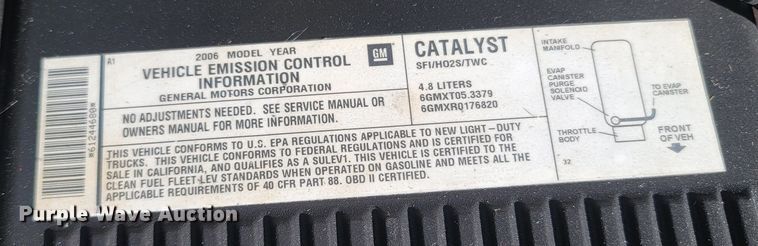 A1
2006 MODEL YEAR
VEHICLE EMISSION CONTROL
INFORMATION
GENERAL MOTORS CORPORATION
GM
NO ADJUSTMENTS NEEDED. SEE SERVICE MANUAL OR
OWNERS MANUAL FOR MORE INFORMATION.
CATALYST
SFI/HO2S/TWC
4.8 LITERS
6GMXT05.3379
6GMXR0176820
THIS VEHICLE CONFORMS TO U.S. EPA REGULATIONS APPLICABLE TO NEW LIGHT-DUTY
TRUCKS. THIS VEHICLE CONFORMS TO FEDERAL REGULATIONS AND IS CERTIFIED FOR
SALE IN CALIFORNIA, AND QUALIFIES AS A SULEV1. THIS VEHICLE IS CERTIFIED TO
CLEAN FUEL FLEET-LEV STANDARDS WHEN OPERATED ON GASOLINE AND MEETS ALL THE
APPLICABLE REQUIREMENTS OF 40 CFR PART 88. OBD II CERTIFIED.
*61244680*
INTAKE
MANIFOLD
EVAP
CANISTER
PURGE
SOLENOID
VALVE
TO EVAP
CANISTER
THROTTLE
BODY
FRONT
OF VEH
32
Purple Wave Auction